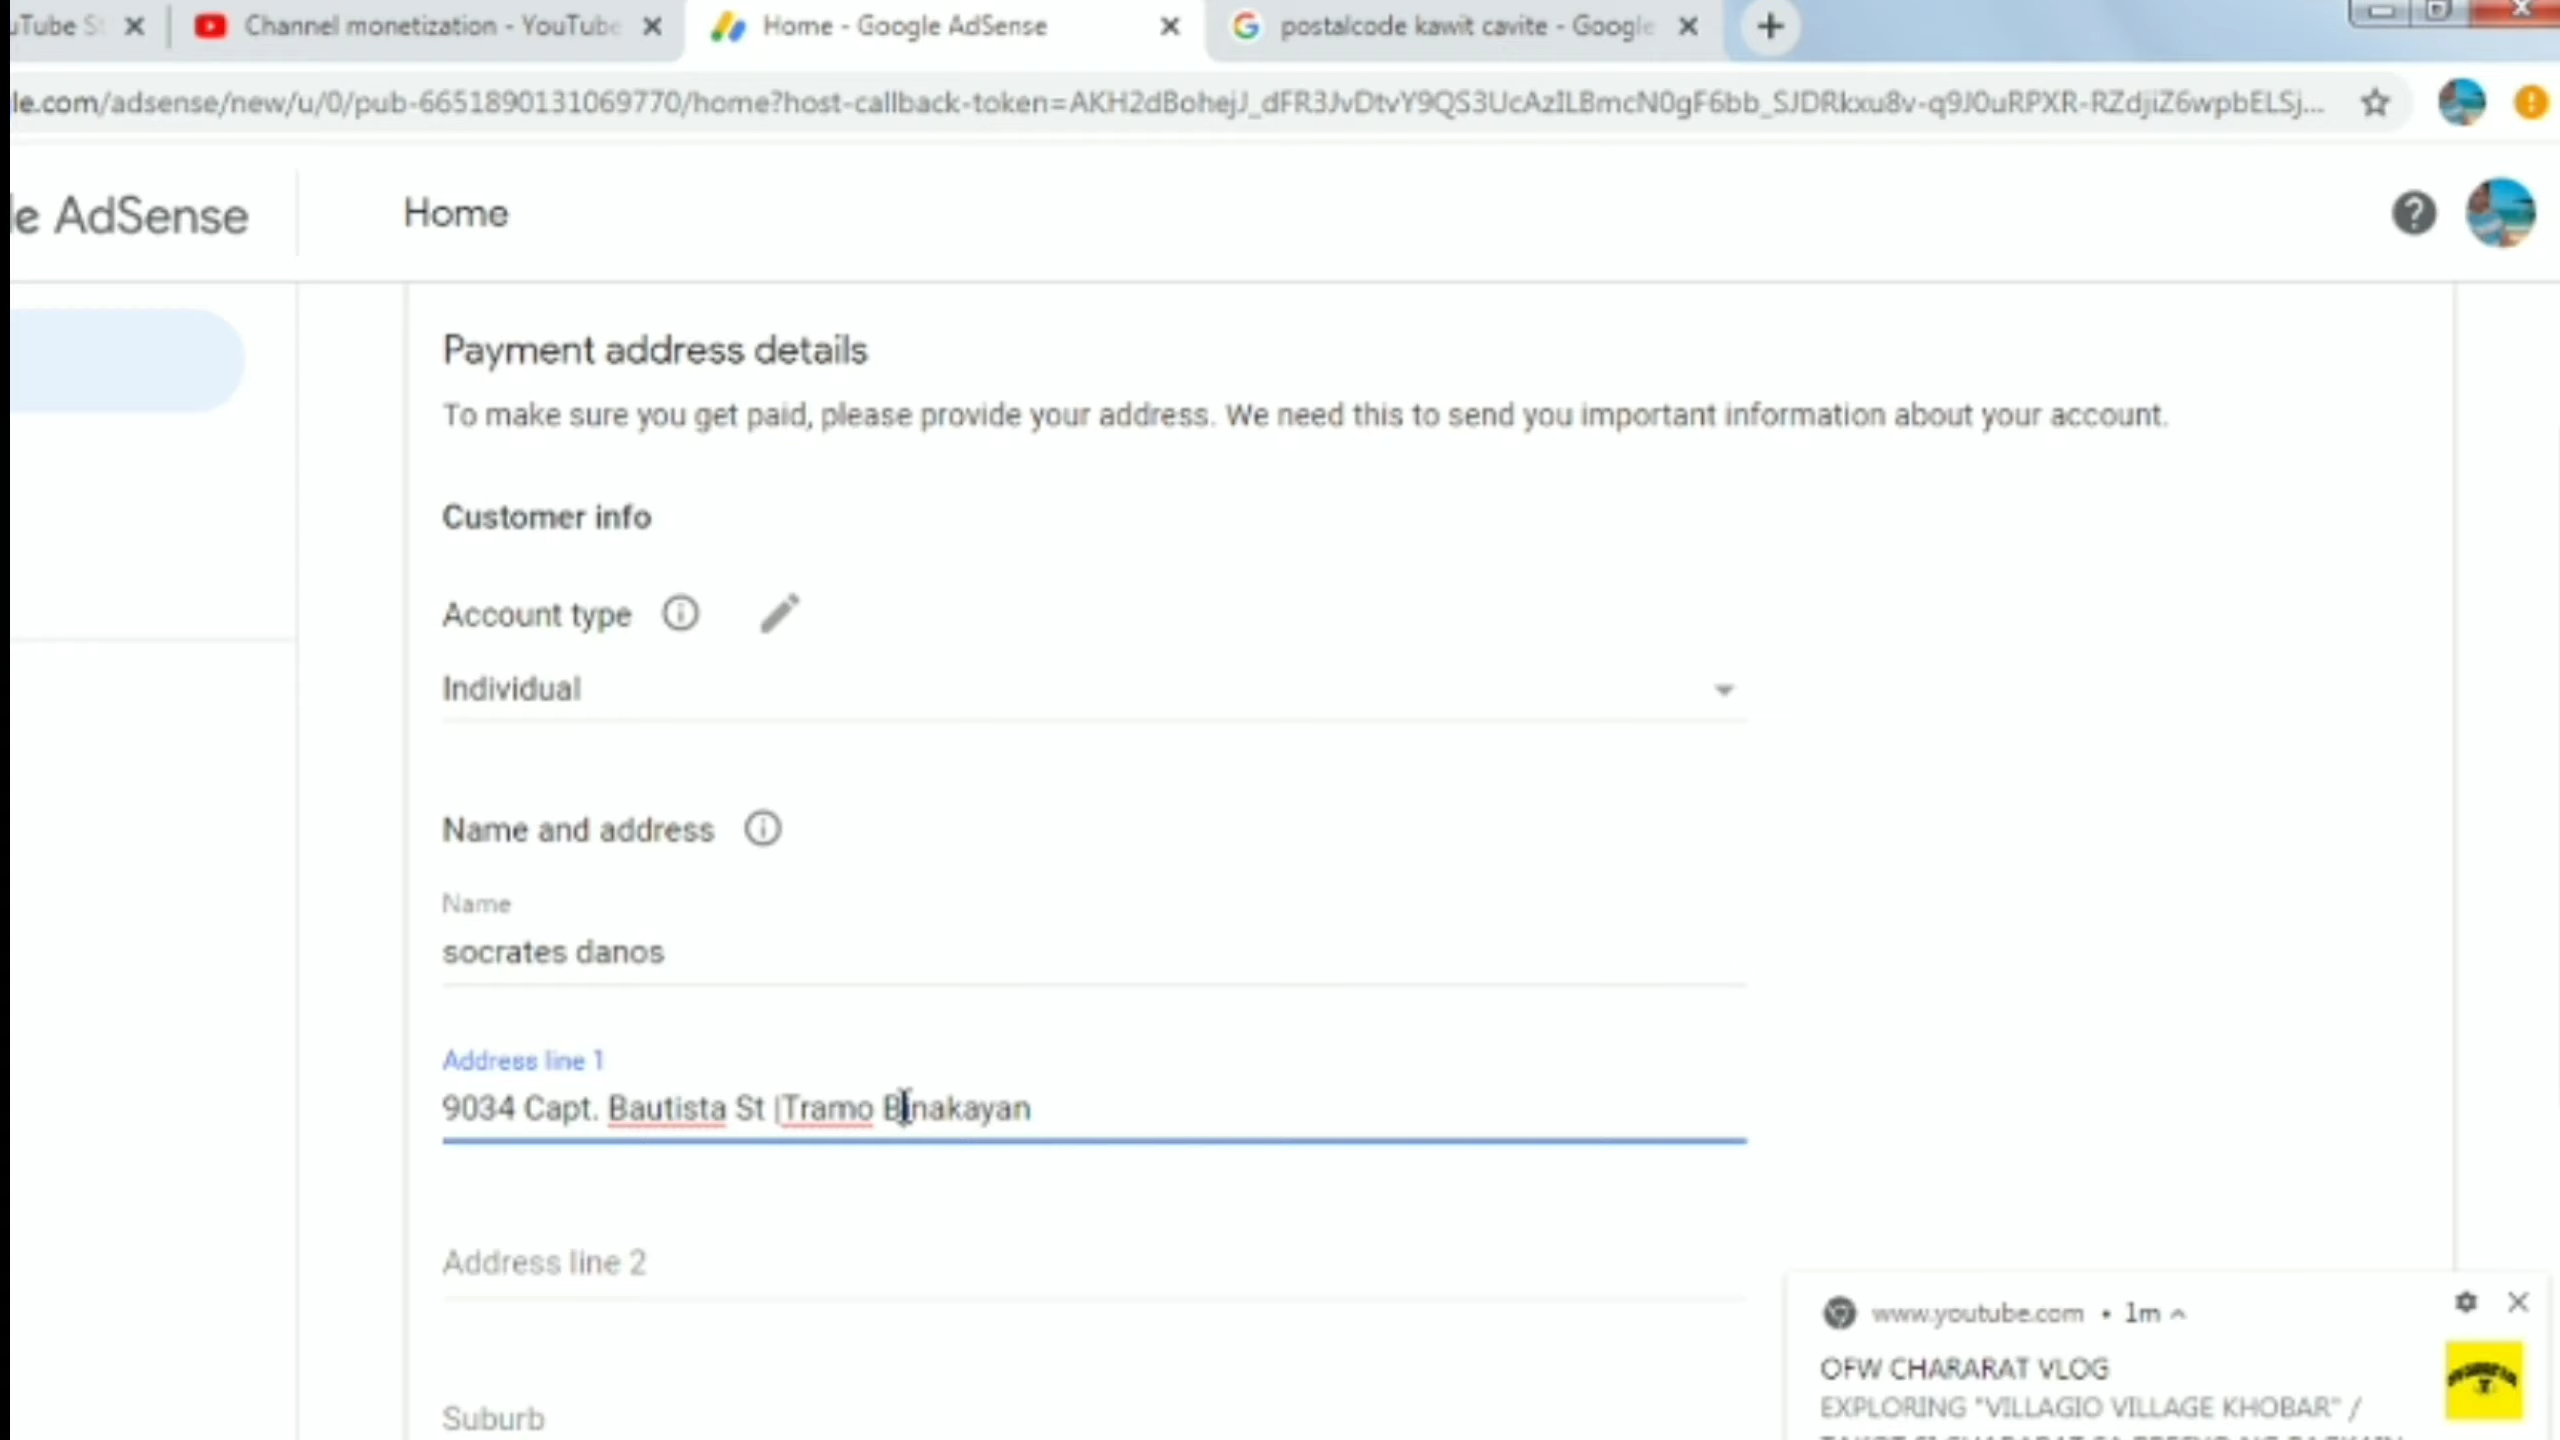 uTube St
Channel monetization - YouTube
Home - Google AdSense
postalcode kawit cavite - Google
le.com/adsense/new/u/0/pub-6651890131069770/home?host-callback-token=AKH2dBohejJ_dFR3JvDtvY9QS3UcAzILBmcN0gF6bb_SJDRkxu8v-q9J0uRPXR-RZdjiZ6wpbELSj...
le AdSense
Home
Payment address details
To make sure you get paid, please provide your address. We need this to send you important information about your account.
Customer info
Account type
Individual
Name and address
Name
socrates danos
Address line 1
9034 Capt. Bautista St Tramo Binakayan
Address line 2
Suburb
www.youtube.com • 1m
OFW CHARARAT VLOG
EXPLORING "VILLAGIO VILLAGE KHOBAR" /